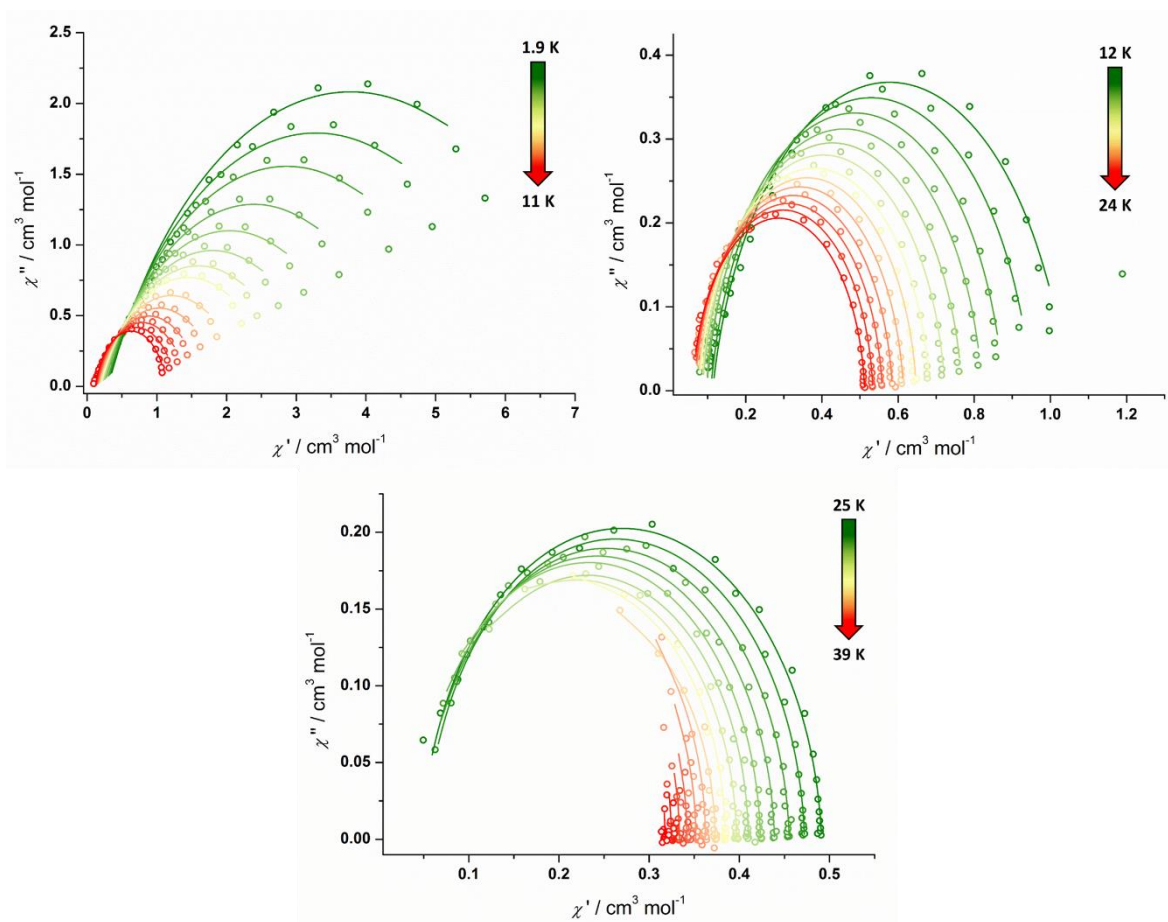 2.5
2.0
1.5
1.0
0.5
0.0
0 1 2 3 4 5 6 7
χ'' / cm³ mol⁻¹
χ' / cm³ mol⁻¹
1.9 K
11 K
0.4
0.3
0.2
0.1
0.0
0.2 0.4 0.6 0.8 1.0 1.2
χ'' / cm³ mol⁻¹
χ' / cm³ mol⁻¹
12 K
24 K
0.20
0.15
0.10
0.05
0.00
0.1 0.2 0.3 0.4 0.5
χ'' / cm³ mol⁻¹
χ' / cm³ mol⁻¹
25 K
39 K